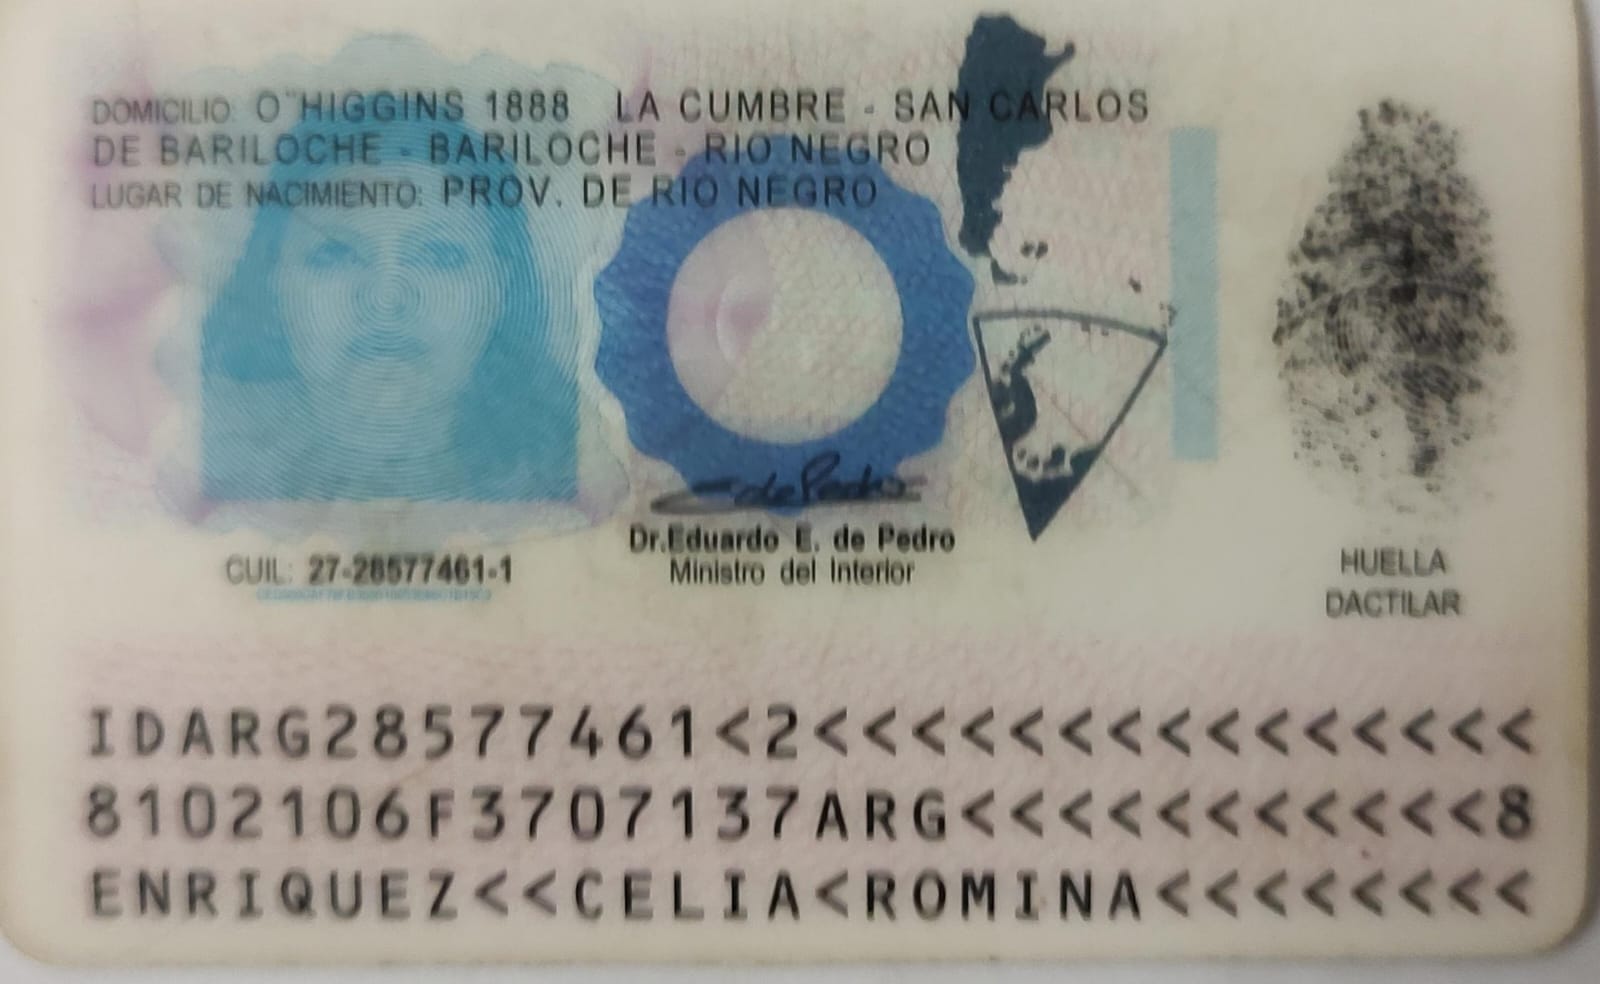 DOMICILIO: O¨HIGGINS 1888 LA CUMBRE - SAN CARLOS
DE BARILOCHE - BARILOCHE - RIO NEGRO
LUGAR DE NACIMIENTO: PROV. DE RIO NEGRO
Dr.Eduardo E. de Pedro
Ministro del Interior
CUIL: 27-28577461-1
HUELLA
DACTILAR
IDARG28577461<2<<<<<<<<<<<<<<<
8102106F3707137ARG<<<<<<<<<<<8
ENRIQUEZ<<CELIA<ROMINA<<<<<<<<